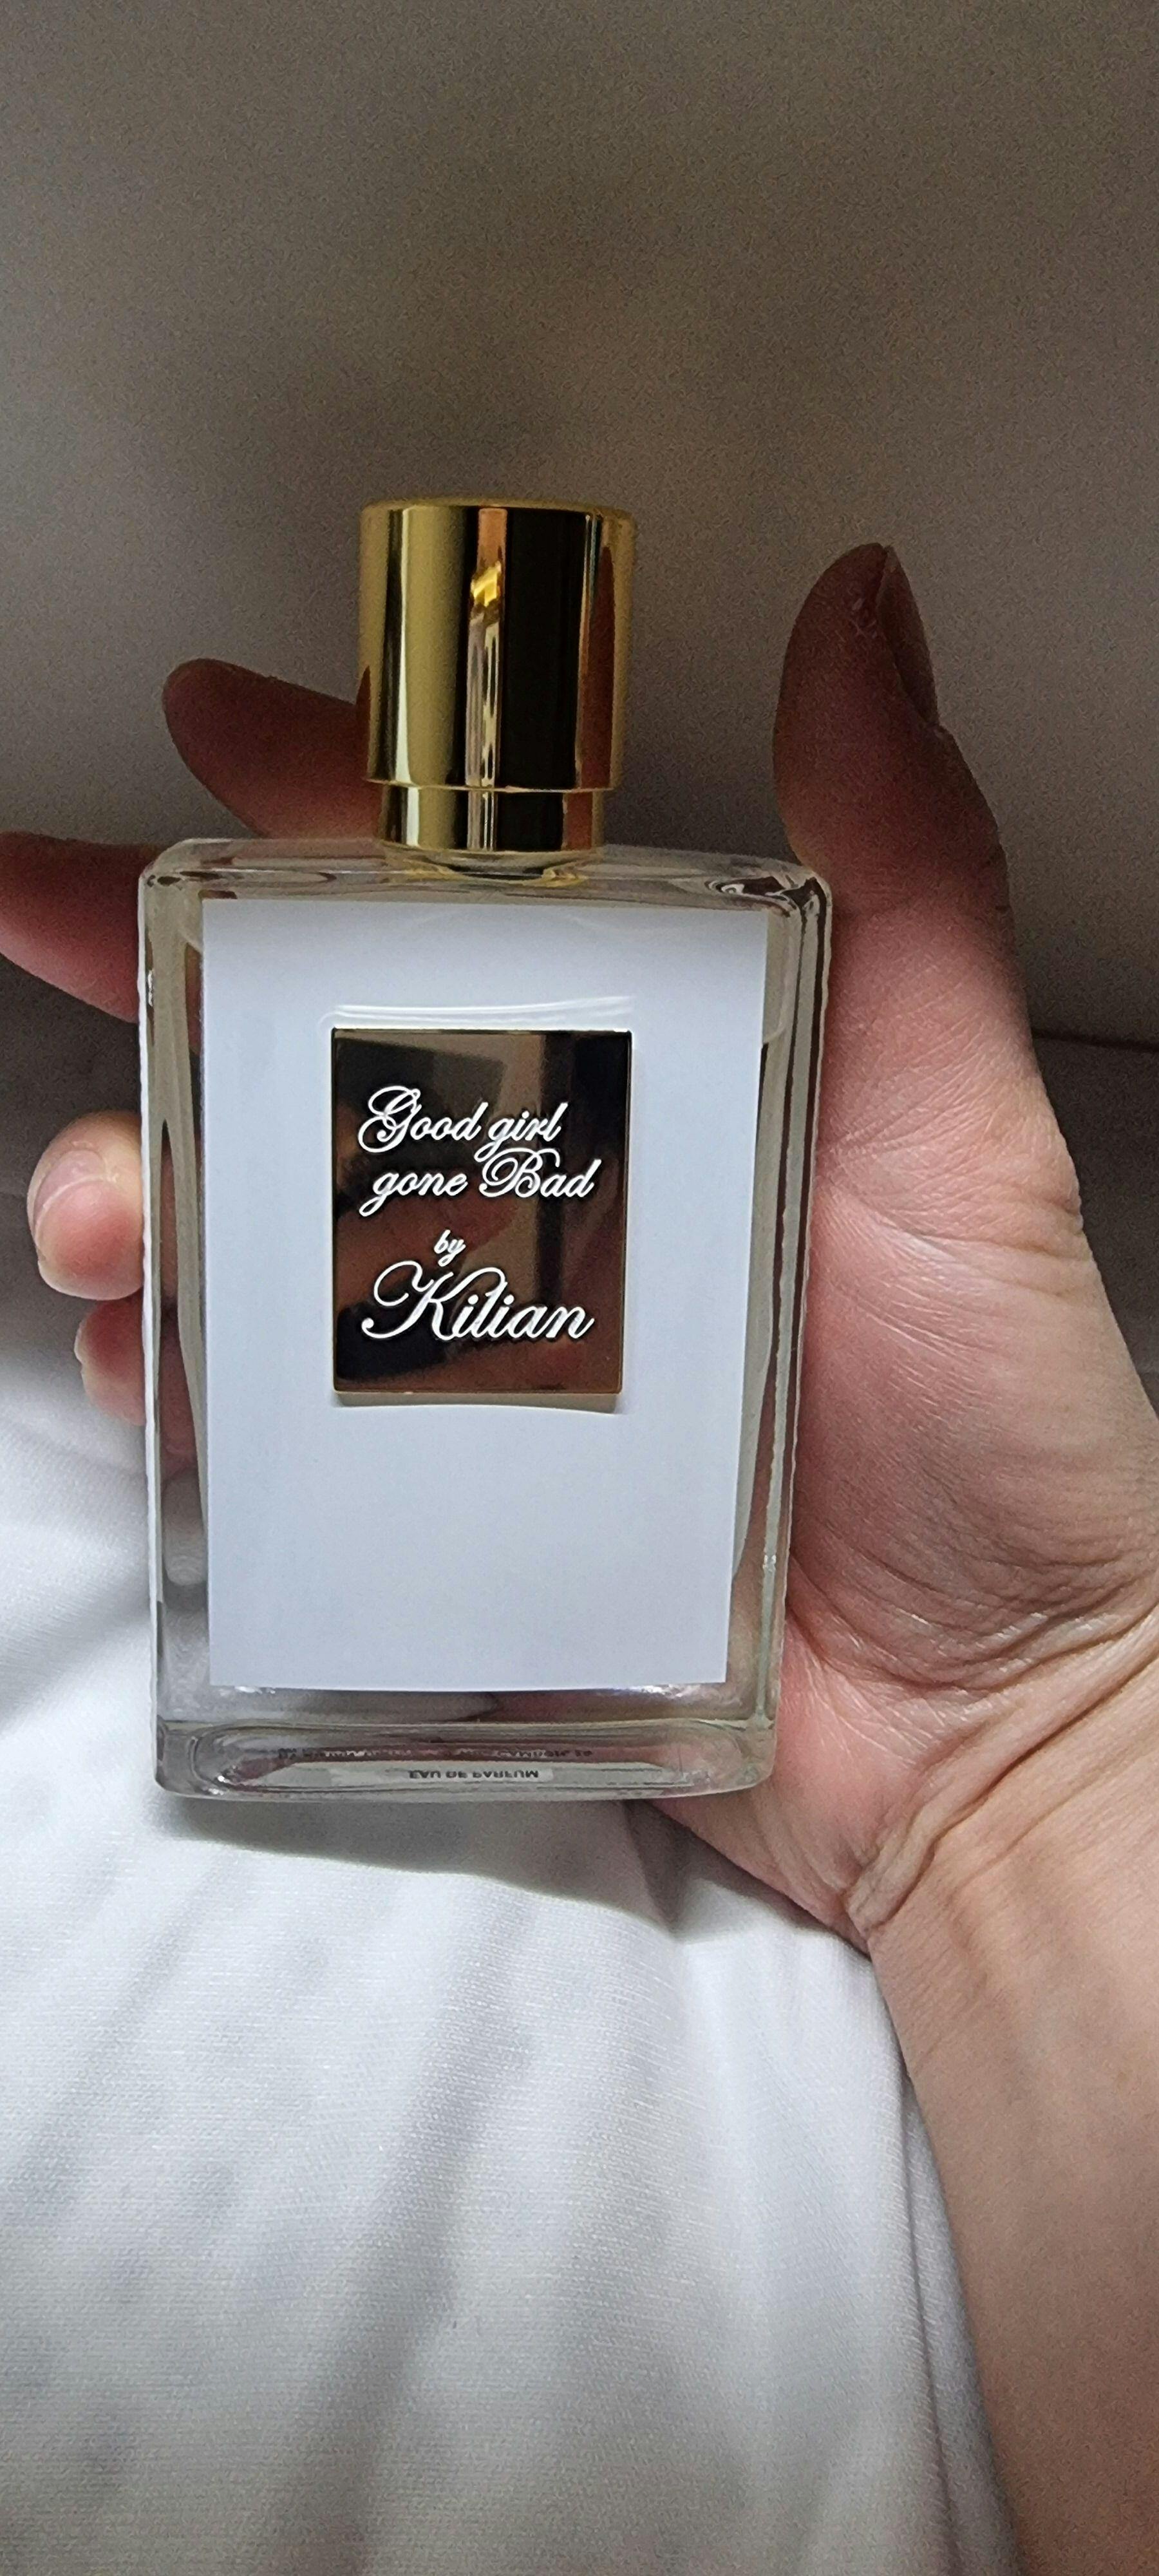 Good girl
gone Bad
by
Kilian
EAU DE PARFUM